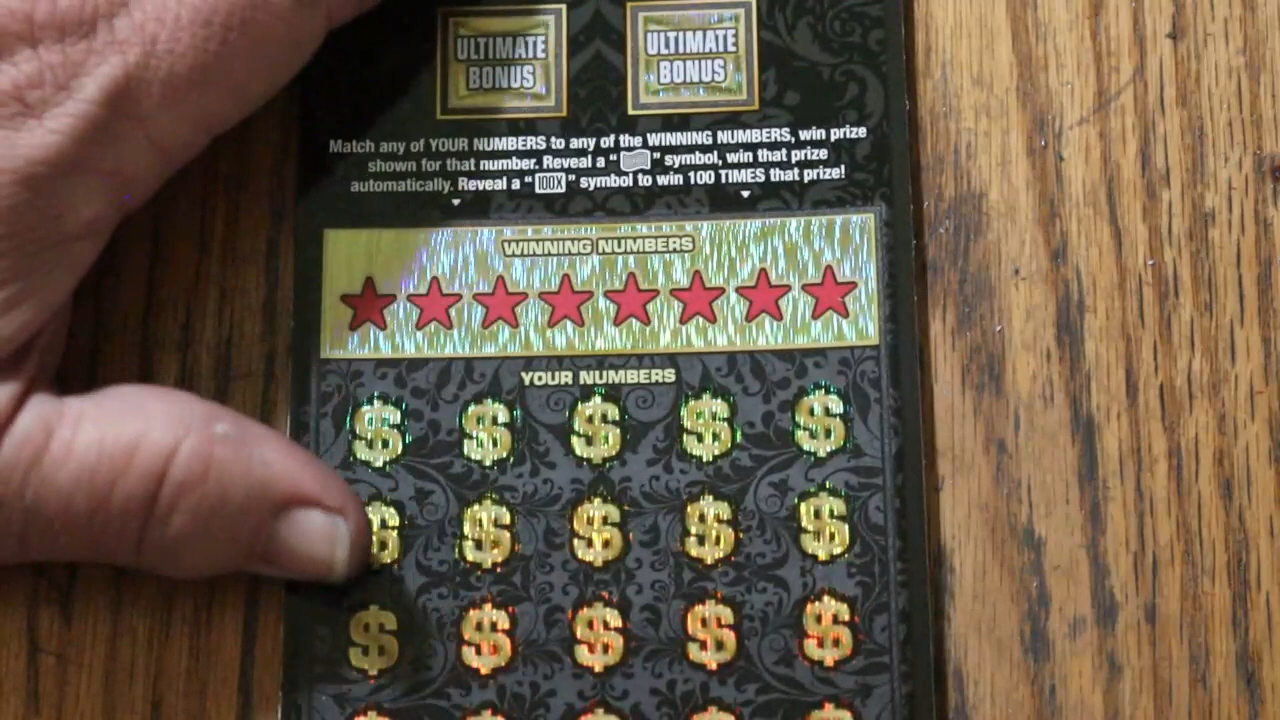 ULTIMATE
BONUS
ULTIMATE
BONUS
Match any of YOUR NUMBERS to any of the WINNING NUMBERS, win prize
shown for that number. Reveal a “ ” symbol, win that prize
automatically. Reveal a “100X” symbol to win 100 TIMES that prize!
WINNING NUMBERS
YOUR NUMBERS
$ $ $ $ $
$ $ $ $ $
$ $ $ $ $